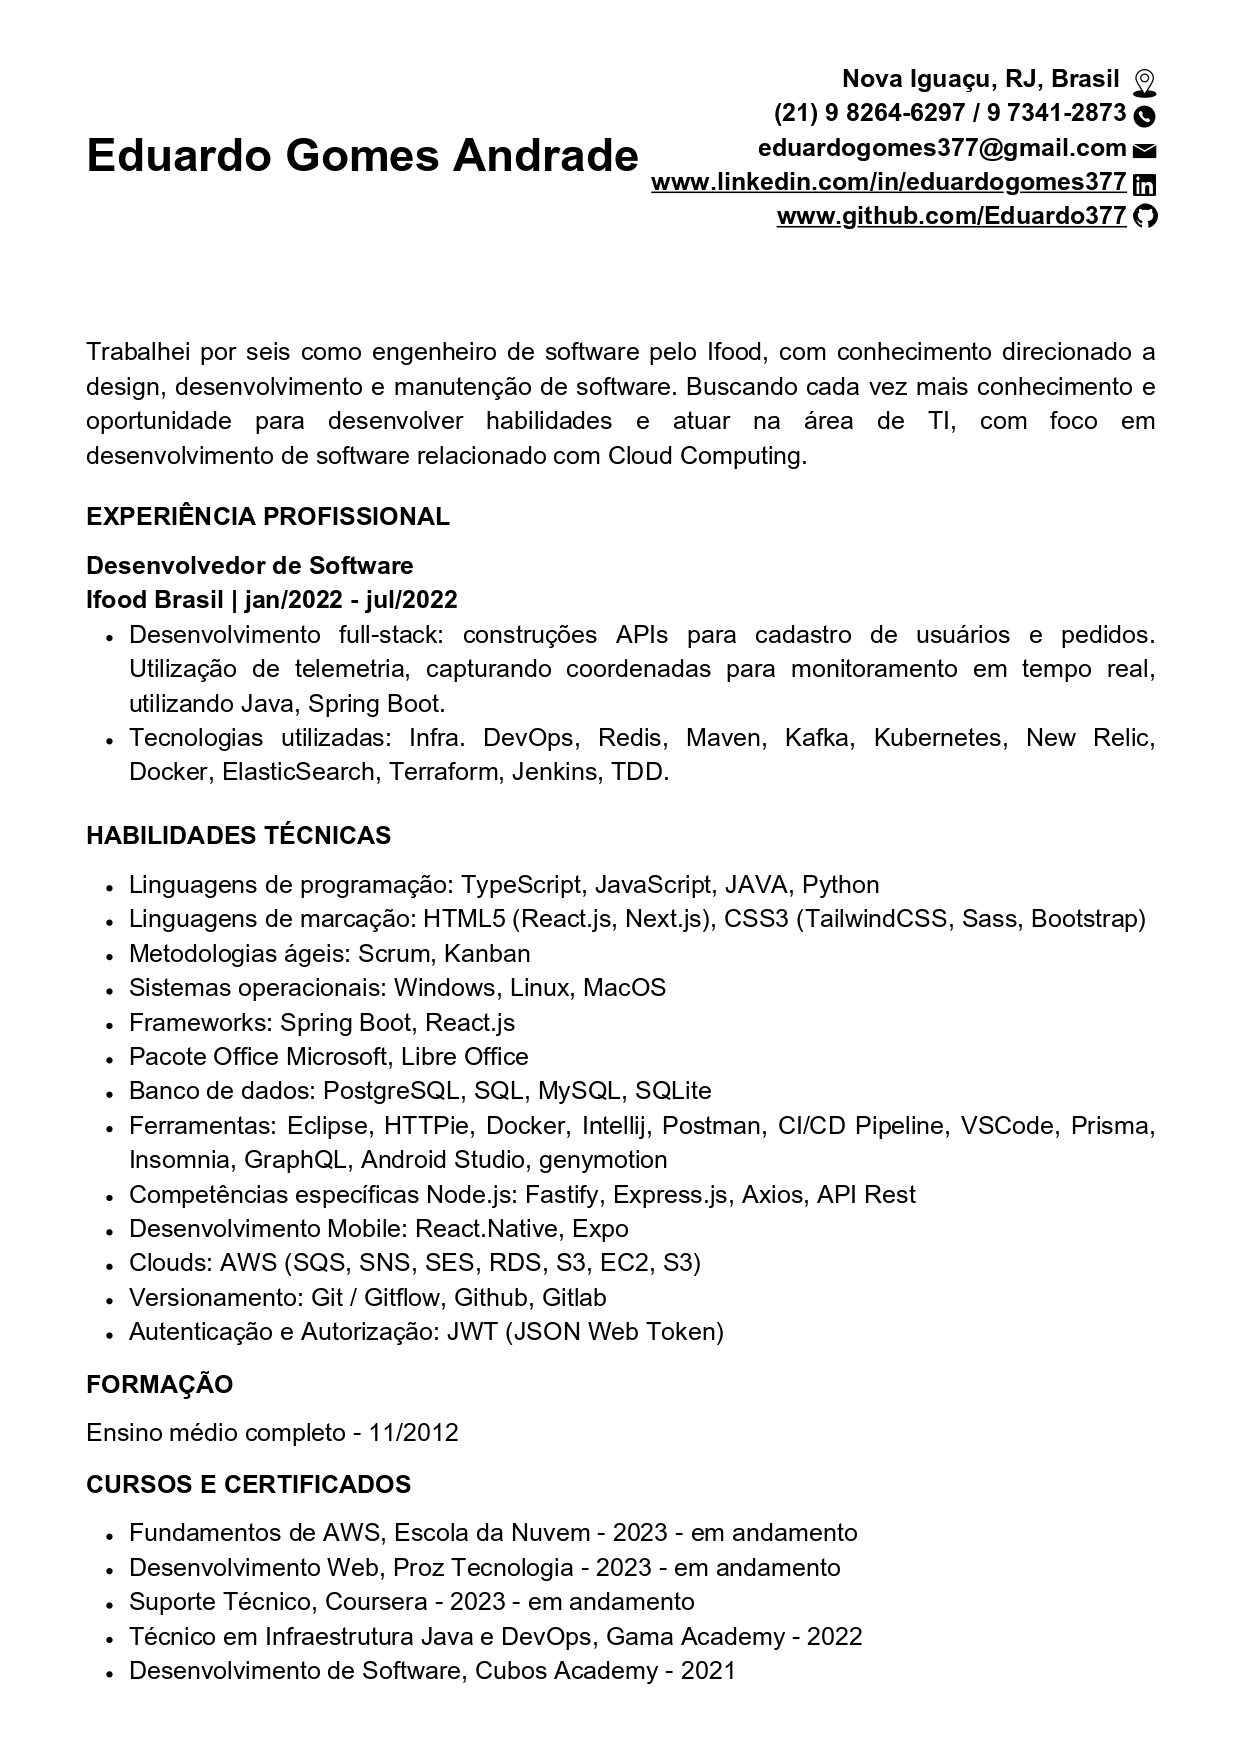 Eduardo Gomes Andrade
Nova Iguaçu, RJ, Brasil
(21) 9 8264-6297 / 9 7341-2873
eduardogomes377@gmail.com
www.linkedin.com/in/eduardogomes377
www.github.com/Eduardo377
Trabalhei por seis como engenheiro de software pelo Ifood, com conhecimento direcionado a
design, desenvolvimento e manutenção de software. Buscando cada vez mais conhecimento e
oportunidade para desenvolver habilidades e atuar na área de TI, com foco em
desenvolvimento de software relacionado com Cloud Computing.
EXPERIÊNCIA PROFISSIONAL
Desenvolvedor de Software
Ifood Brasil | jan/2022 - jul/2022
• Desenvolvimento full-stack: construções APIs para cadastro de usuários e pedidos.
Utilização de telemetria, capturando coordenadas para monitoramento em tempo real,
utilizando Java, Spring Boot.
• Tecnologias utilizadas: Infra. DevOps, Redis, Maven, Kafka, Kubernetes, New Relic,
Docker, ElasticSearch, Terraform, Jenkins, TDD.
HABILIDADES TÉCNICAS
• Linguagens de programação: TypeScript, JavaScript, JAVA, Python
• Linguagens de marcação: HTML5 (React.js, Next.js), CSS3 (TailwindCSS, Sass, Bootstrap)
• Metodologias ágeis: Scrum, Kanban
• Sistemas operacionais: Windows, Linux, MacOS
• Frameworks: Spring Boot, React.js
• Pacote Office Microsoft, Libre Office
• Banco de dados: PostgreSQL, SQL, MySQL, SQLite
• Ferramentas: Eclipse, HTTPie, Docker, Intellij, Postman, CI/CD Pipeline, VSCode, Prisma,
Insomnia, GraphQL, Android Studio, genymotion
• Competências específicas Node.js: Fastify, Express.js, Axios, API Rest
• Desenvolvimento Mobile: React.Native, Expo
• Clouds: AWS (SQS, SNS, SES, RDS, S3, EC2, S3)
• Versionamento: Git / Gitflow, Github, Gitlab
• Autenticação e Autorização: JWT (JSON Web Token)
FORMAÇÃO
Ensino médio completo - 11/2012
CURSOS E CERTIFICADOS
• Fundamentos de AWS, Escola da Nuvem - 2023 - em andamento
• Desenvolvimento Web, Proz Tecnologia - 2023 - em andamento
• Suporte Técnico, Coursera - 2023 - em andamento
• Técnico em Infraestrutura Java e DevOps, Gama Academy - 2022
• Desenvolvimento de Software, Cubos Academy - 2021